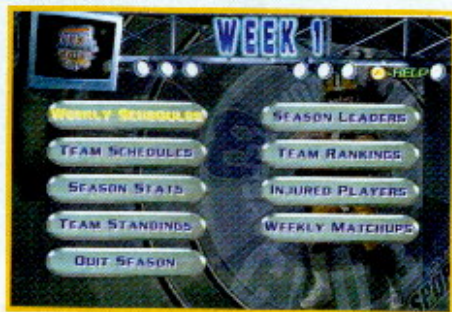 WEEK 1
HELP
WEEKLY SCHEDULES
TEAM SCHEDULES
SEASON STATS
TEAM STANDINGS
QUIT SEASON
SEASON LEADERS
TEAM RANKINGS
INJURED PLAYERS
WEEKLY MATCHUPS